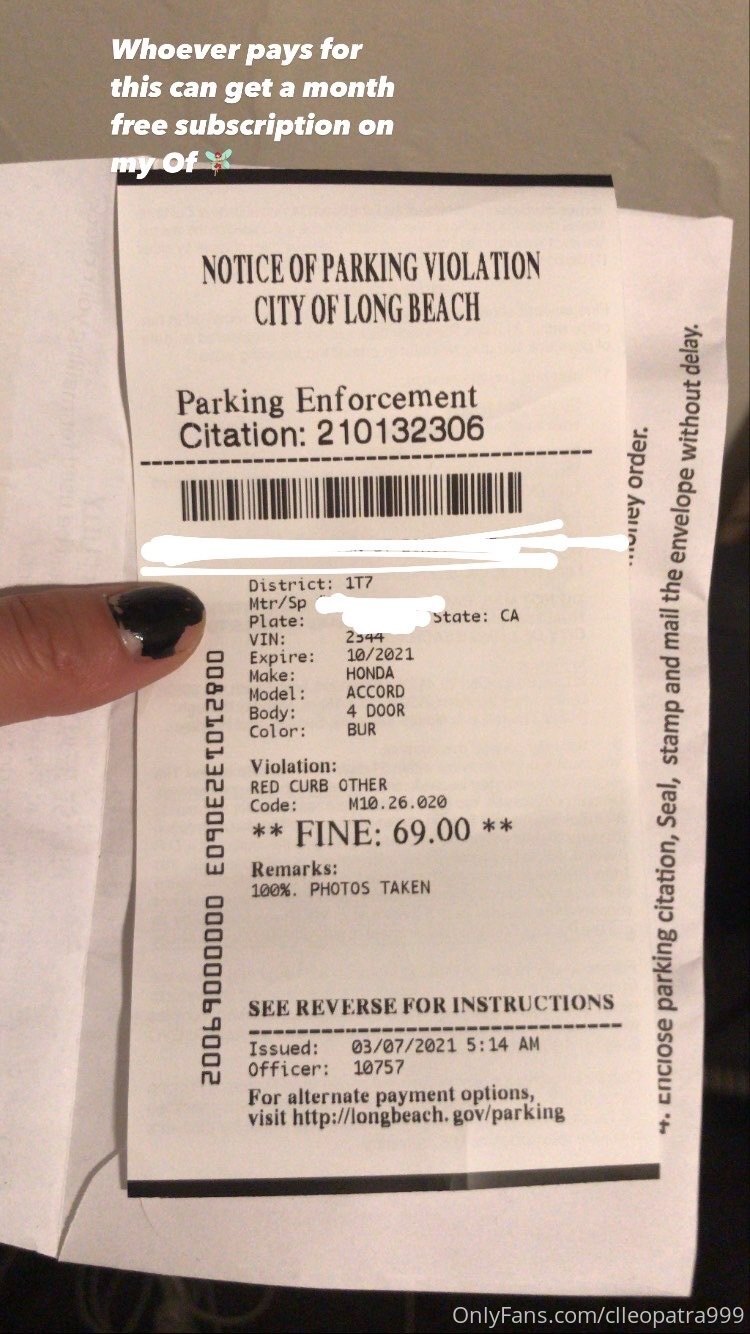 Whoever pays for
this can get a month
free subscription on
my Of 🧚
NOTICE OF PARKING VIOLATION
CITY OF LONG BEACH
Parking Enforcement
Citation: 210132306
District: 1T7
Mtr/Sp
Plate: State: CA
VIN: 2344
Expire: 10/2021
Make: HONDA
Model: ACCORD
Body: 4 DOOR
Color: BUR
Violation:
RED CURB OTHER
Code: M10.26.020
** FINE: 69.00 **
Remarks:
100%. PHOTOS TAKEN
SEE REVERSE FOR INSTRUCTIONS
Issued: 03/07/2021 5:14 AM
Officer: 10757
For alternate payment options,
visit http://longbeach.gov/parking
money order.
4. Enclose parking citation, Seal, stamp and mail the envelope without delay.
OnlyFans.com/clleopatra999